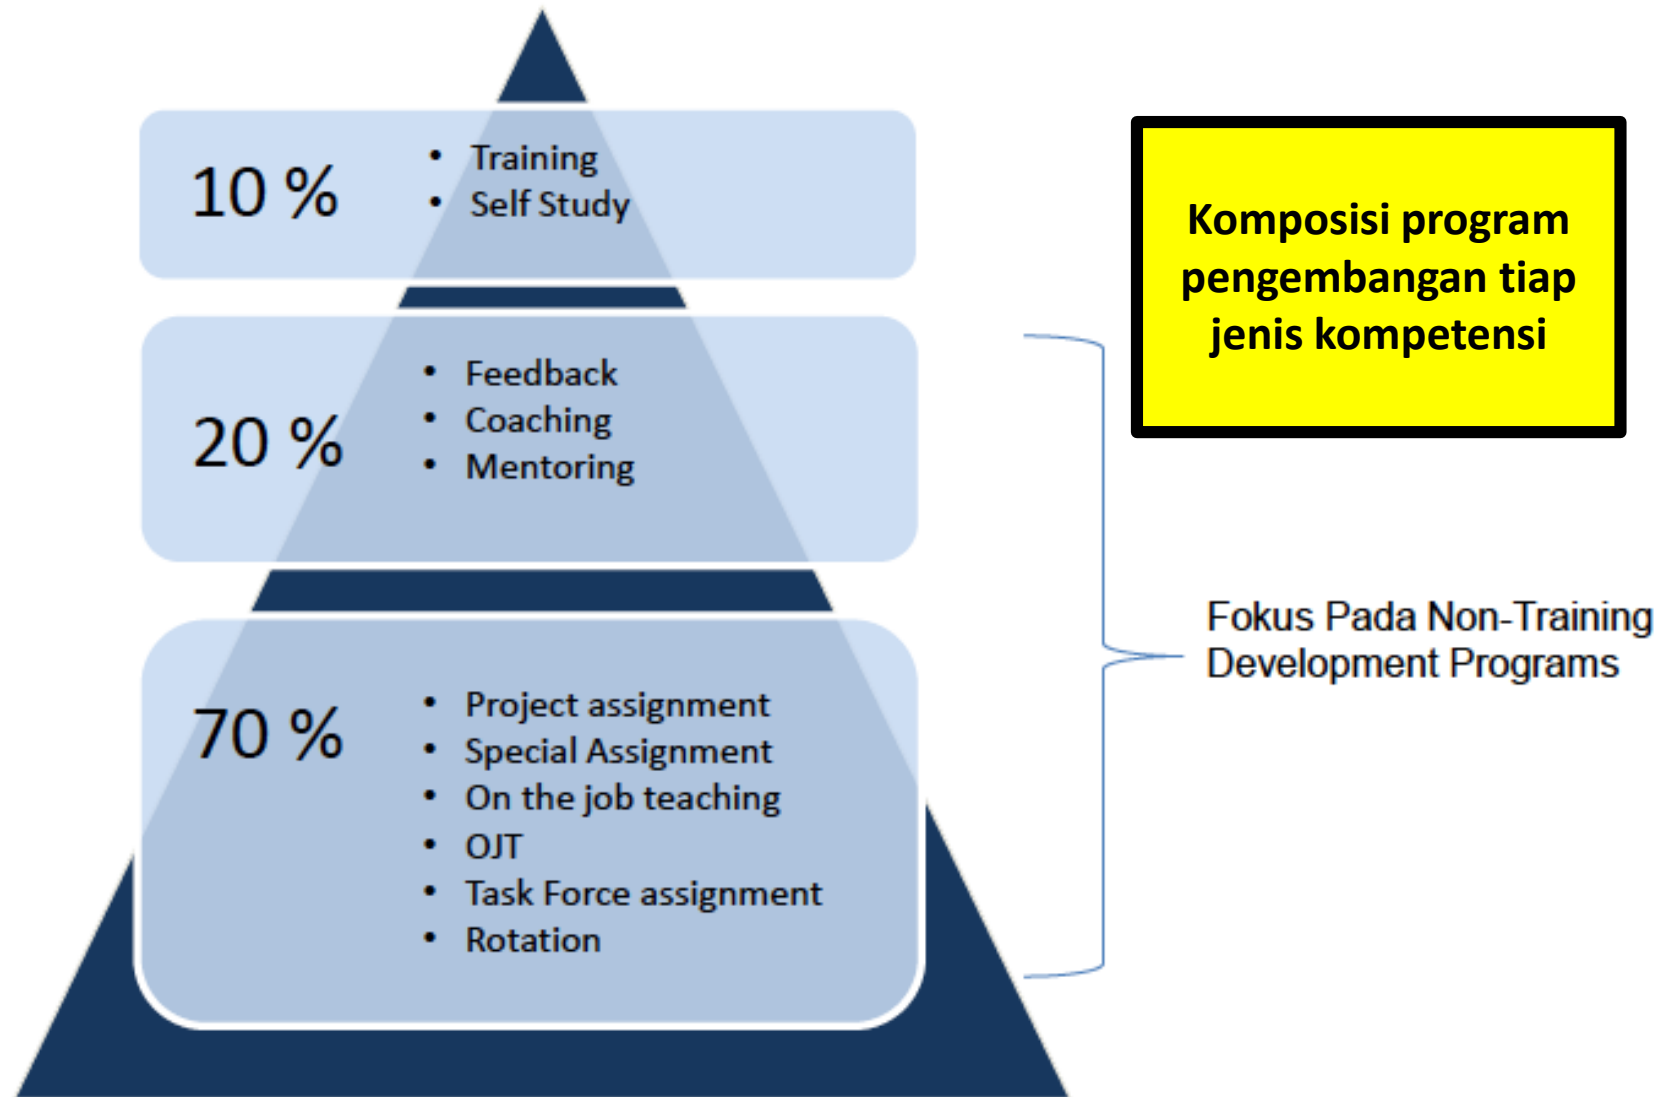 10 %
• Training
• Self Study
Komposisi program
pengembangan tiap
jenis kompetensi
20 %
• Feedback
• Coaching
• Mentoring
Fokus Pada Non-Training
Development Programs
70 %
• Project assignment
• Special Assignment
• On the job teaching
• OJT
• Task Force assignment
• Rotation